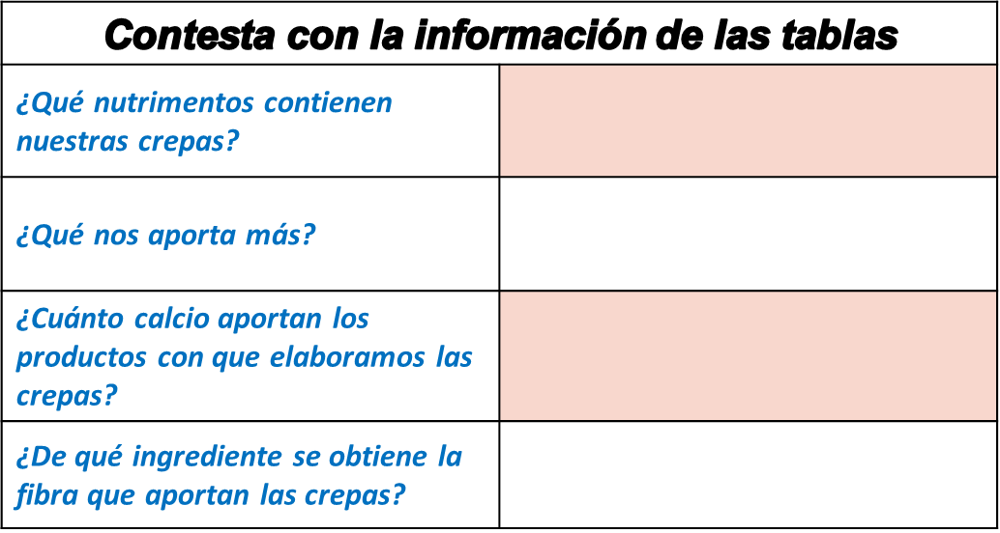 Contesta con la información de las tablas
¿Qué nutrimentos contienen
nuestras crepas?
¿Qué nos aporta más?
¿Cuánto calcio aportan los
productos con que elaboramos las
crepas?
¿De qué ingrediente se obtiene la
fibra que aportan las crepas?